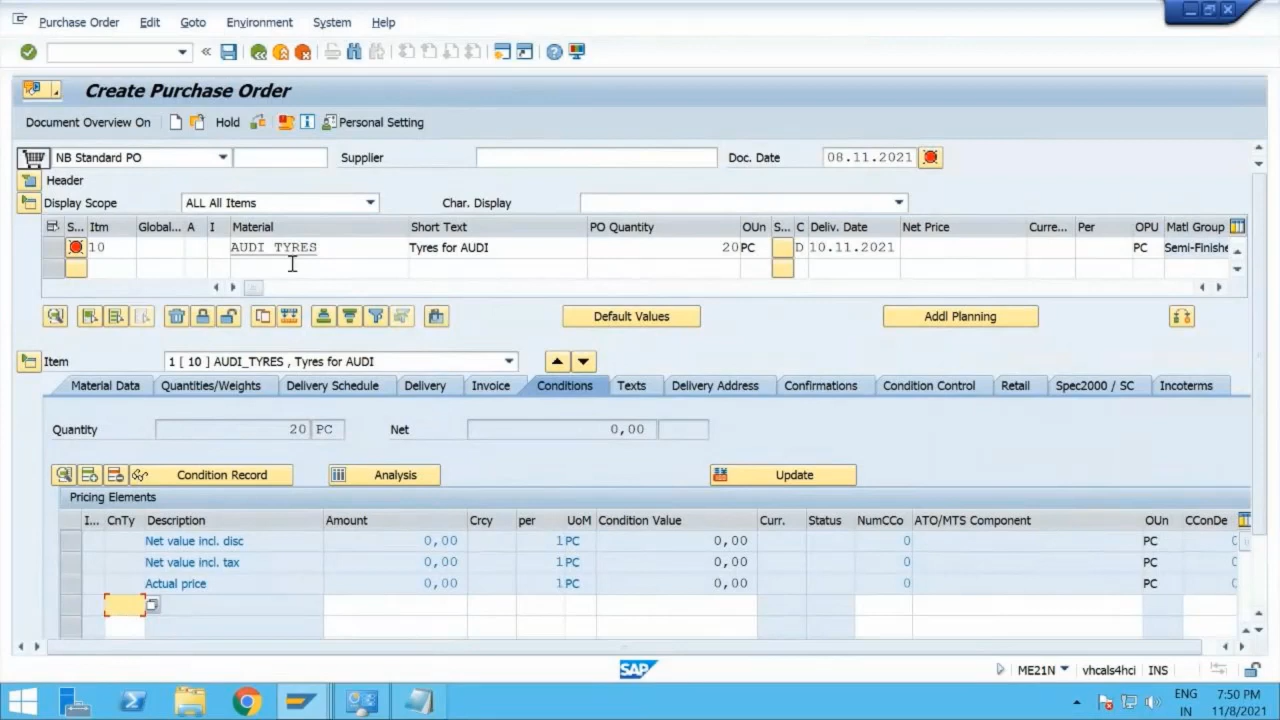 Purchase Order Edit Goto Environment System Help
Create Purchase Order
Document Overview On Hold Personal Setting
NB Standard PO Supplier Doc. Date 08.11.2021
Header
Display Scope ALL All Items Char. Display
S... Itm Global... A I Material Short Text PO Quantity OUn S... C Deliv. Date Net Price Curre... Per OPU Matl Group
10 AUDI_TYRES Tyres for AUDI 20 PC D 10.11.2021 PC Semi-Finishe
Default Values Addl Planning
Item 1 [ 10 ] AUDI_TYRES , Tyres for AUDI
Material Data Quantities/Weights Delivery Schedule Delivery Invoice Conditions Texts Delivery Address Confirmations Condition Control Retail Spec2000 / SC Incoterms
Quantity 20 PC Net 0,00
Condition Record Analysis Update
Pricing Elements
I... CnTy Description Amount Crcy per UoM Condition Value Curr. Status NumCCo ATO/MTS Component OUn CConDe
Net value incl. disc 0,00 1 PC 0,00 0 PC 0
Net value incl. tax 0,00 1 PC 0,00 0 PC 0
Actual price 0,00 1 PC 0,00 0 PC 0
SAP ME21N vhcals4hci INS
ENG 7:50 PM
IN 11/8/2021